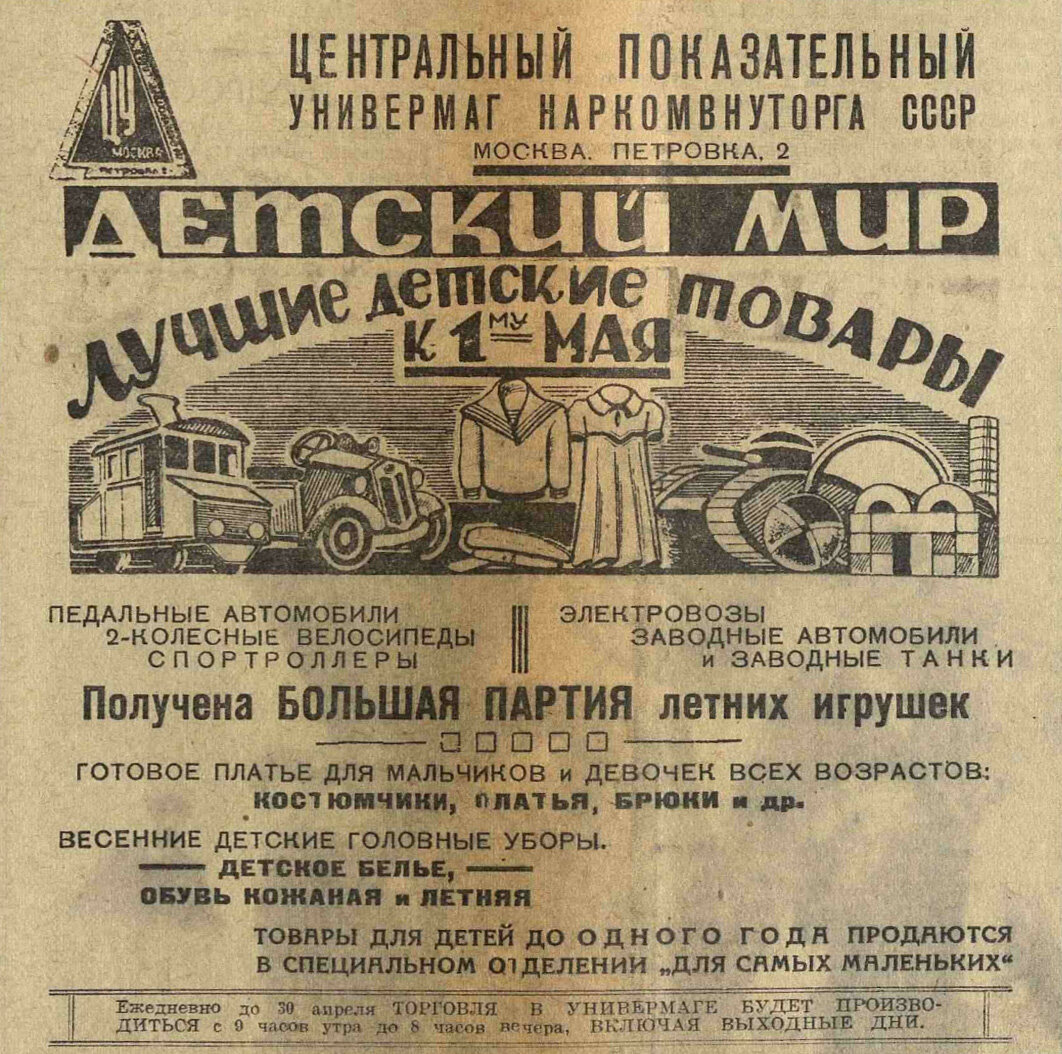 ЦУ
МОСКВА
ПЕТРОВКА 2
ЦЕНТРАЛЬНЫЙ ПОКАЗАТЕЛЬНЫЙ
УНИВЕРМАГ НАРКОМВНУТОРГА СССР
МОСКВА. ПЕТРОВКА, 2
ДЕТСКИЙ МИР
ЛУЧШИЕ ДЕТСКИЕ ТОВАРЫ
К 1МУ МАЯ
ПЕДАЛЬНЫЕ АВТОМОБИЛИ
2-КОЛЕСНЫЕ ВЕЛОСИПЕДЫ
СПОРТРОЛЛЕРЫ
ЭЛЕКТРОВОЗЫ
ЗАВОДНЫЕ АВТОМОБИЛИ
и ЗАВОДНЫЕ ТАНКИ
Получена БОЛЬШАЯ ПАРТИЯ летних игрушек
ГОТОВОЕ ПЛАТЬЕ ДЛЯ МАЛЬЧИКОВ и ДЕВОЧЕК ВСЕХ ВОЗРАСТОВ:
КОСТЮМЧИКИ, ПЛАТЬЯ, БРЮКИ и др.
ВЕСЕННИЕ ДЕТСКИЕ ГОЛОВНЫЕ УБОРЫ.
ДЕТСКОЕ БЕЛЬЕ,
ОБУВЬ КОЖАНАЯ и ЛЕТНЯЯ
ТОВАРЫ ДЛЯ ДЕТЕЙ ДО ОДНОГО ГОДА ПРОДАЮТСЯ
В СПЕЦИАЛЬНОМ ОТДЕЛЕНИИ „ДЛЯ САМЫХ МАЛЕНЬКИХ“
Ежедневно до 30 апреля ТОРГОВЛЯ В УНИВЕРМАГЕ БУДЕТ ПРОИЗВО-
ДИТЬСЯ с 9 часов утра до 8 часов вечера, ВКЛЮЧАЯ ВЫХОДНЫЕ ДНИ.